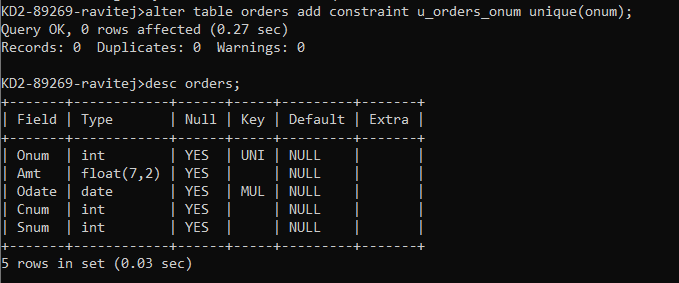 KD2-89269-ravitej>alter table orders add constraint u_orders_onum unique(onum);
Query OK, 0 rows affected (0.27 sec)
Records: 0  Duplicates: 0  Warnings: 0

KD2-89269-ravitej>desc orders;
+-------+------------+------+-----+---------+-------+
| Field | Type       | Null | Key | Default | Extra |
+-------+------------+------+-----+---------+-------+
| Onum  | int        | YES  | UNI | NULL    |       |
| Amt   | float(7,2) | YES  |     | NULL    |       |
| Odate | date       | YES  | MUL | NULL    |       |
| Cnum  | int        | YES  |     | NULL    |       |
| Snum  | int        | YES  |     | NULL    |       |
+-------+------------+------+-----+---------+-------+
5 rows in set (0.03 sec)